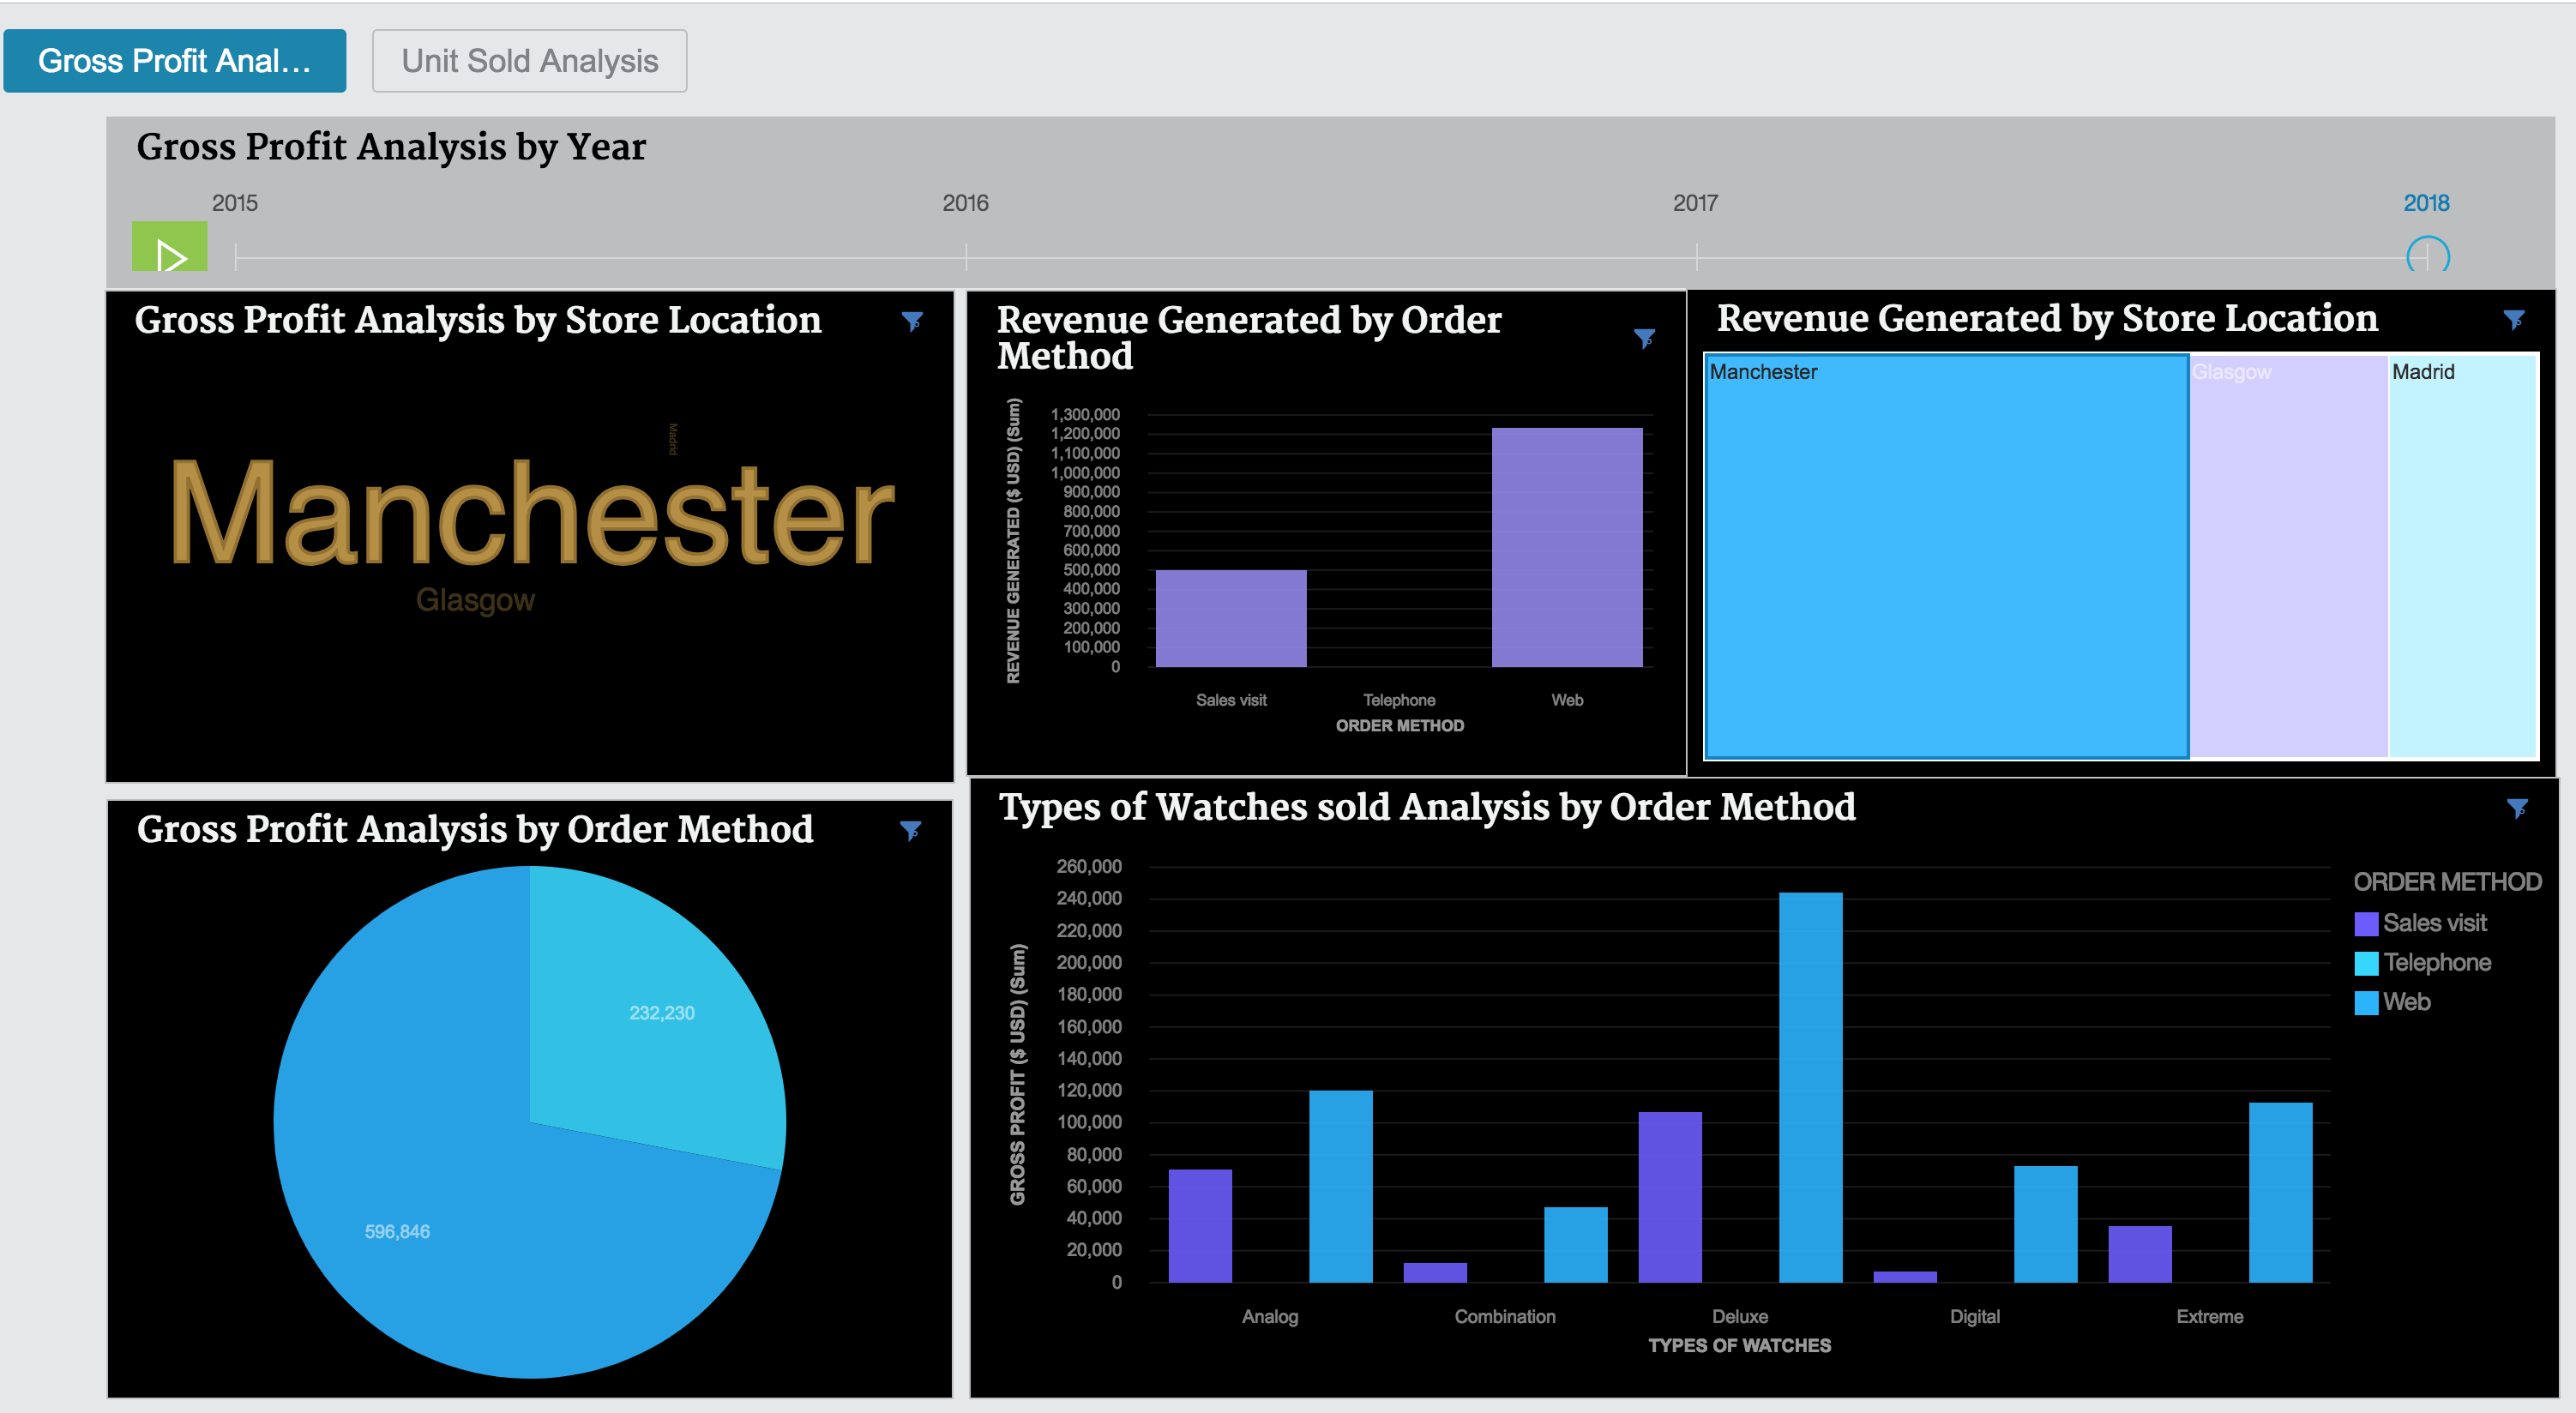 Gross Profit Anal...
Unit Sold Analysis
Gross Profit Analysis by Year
2015
2016
2017
2018
Gross Profit Analysis by Store Location
Madrid
Manchester
Glasgow
Revenue Generated by Order
Method
REVENUE GENERATED ($ USD) (Sum)
1,300,000
1,200,000
1,100,000
1,000,000
900,000
800,000
700,000
600,000
500,000
400,000
300,000
200,000
100,000
0
Sales visit
Telephone
Web
ORDER METHOD
Revenue Generated by Store Location
Manchester
Glasgow
Madrid
Gross Profit Analysis by Order Method
232,230
596,846
Types of Watches sold Analysis by Order Method
GROSS PROFIT ($ USD) (Sum)
260,000
240,000
220,000
200,000
180,000
160,000
140,000
120,000
100,000
80,000
60,000
40,000
20,000
0
Analog
Combination
Deluxe
Digital
Extreme
TYPES OF WATCHES
ORDER METHOD
Sales visit
Telephone
Web